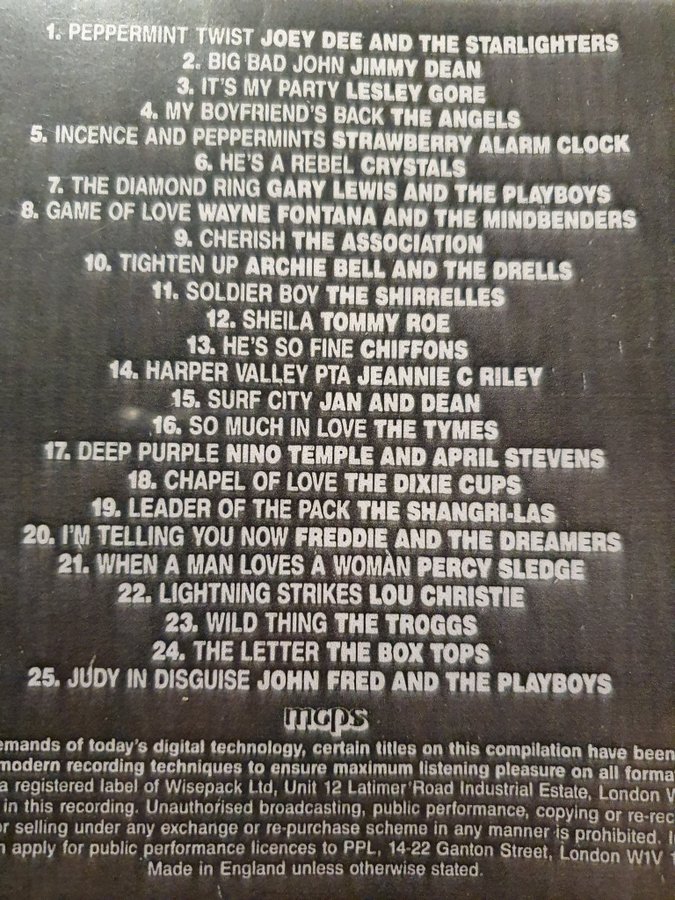 1. PEPPERMINT TWIST JOEY DEE AND THE STARLIGHTERS
2. BIG BAD JOHN JIMMY DEAN
3. IT'S MY PARTY LESLEY GORE
4. MY BOYFRIEND'S BACK THE ANGELS
5. INCENCE AND PEPPERMINTS STRAWBERRY ALARM CLOCK
6. HE'S A REBEL CRYSTALS
7. THE DIAMOND RING GARY LEWIS AND THE PLAYBOYS
8. GAME OF LOVE WAYNE FONTANA AND THE MINDBENDERS
9. CHERISH THE ASSOCIATION
10. TIGHTEN UP ARCHIE BELL AND THE DRELLS
11. SOLDIER BOY THE SHIRRELLES
12. SHEILA TOMMY ROE
13. HE'S SO FINE CHIFFONS
14. HARPER VALLEY PTA JEANNIE C RILEY
15. SURF CITY JAN AND DEAN
16. SO MUCH IN LOVE THE TYMES
17. DEEP PURPLE NINO TEMPLE AND APRIL STEVENS
18. CHAPEL OF LOVE THE DIXIE CUPS
19. LEADER OF THE PACK THE SHANGRI-LAS
20. I'M TELLING YOU NOW FREDDIE AND THE DREAMERS
21. WHEN A MAN LOVES A WOMAN PERCY SLEDGE
22. LIGHTNING STRIKES LOU CHRISTIE
23. WILD THING THE TROGGS
24. THE LETTER THE BOX TOPS
25. JUDY IN DISGUISE JOHN FRED AND THE PLAYBOYS
mcps
emands of today's digital technology, certain titles on this compilation have been
modern recording techniques to ensure maximum listening pleasure on all forma
a registered label of Wisepack Ltd, Unit 12 Latimer Road Industrial Estate, London W
in this recording. Unauthorised broadcasting, public performance, copying or re-rec
or selling under any exchange or re-purchase scheme in any manner is prohibited. I
n apply for public performance licences to PPL, 14-22 Ganton Street, London W1V 1
Made in England unless otherwise stated.